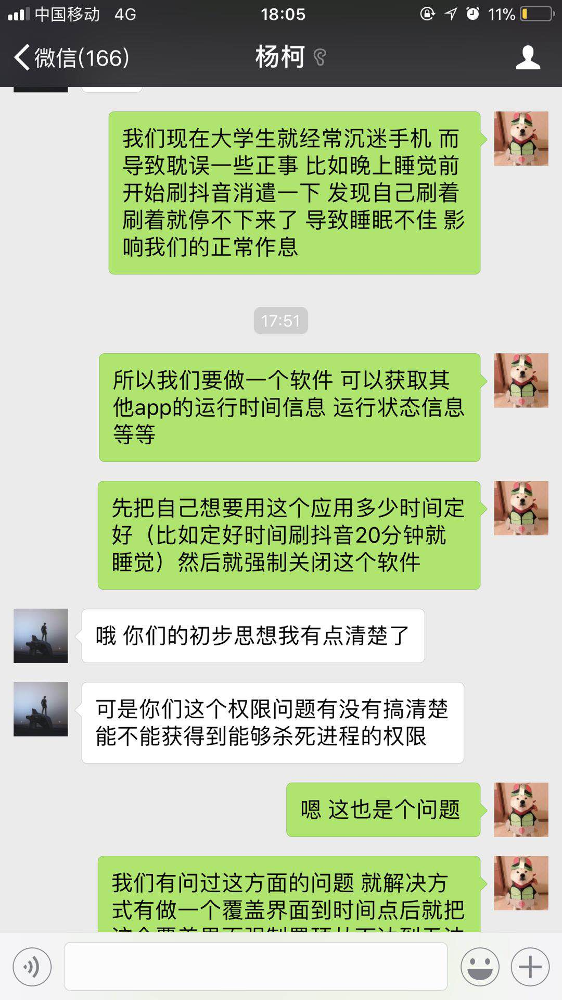 中国移动 4G 18:05 11%
微信(166) 杨柯
我们现在大学生就经常沉迷手机 而
导致耽误一些正事 比如晚上睡觉前
开始刷抖音消遣一下 发现自己刷着
刷着就停不下来了 导致睡眠不佳 影
响我们的正常作息
17:51
所以我们要做一个软件 可以获取其
他app的运行时间信息 运行状态信息
等等
先把自己想要用这个应用多少时间定
好（比如定好时间刷抖音20分钟就
睡觉）然后就强制关闭这个软件
哦 你们的初步思想我有点清楚了
可是你们这个权限问题有没有搞清楚
能不能获得到能够杀死进程的权限
嗯 这也是个问题
我们有问过这方面的问题 就解决方
式有做一个覆盖界面到时间点后就把